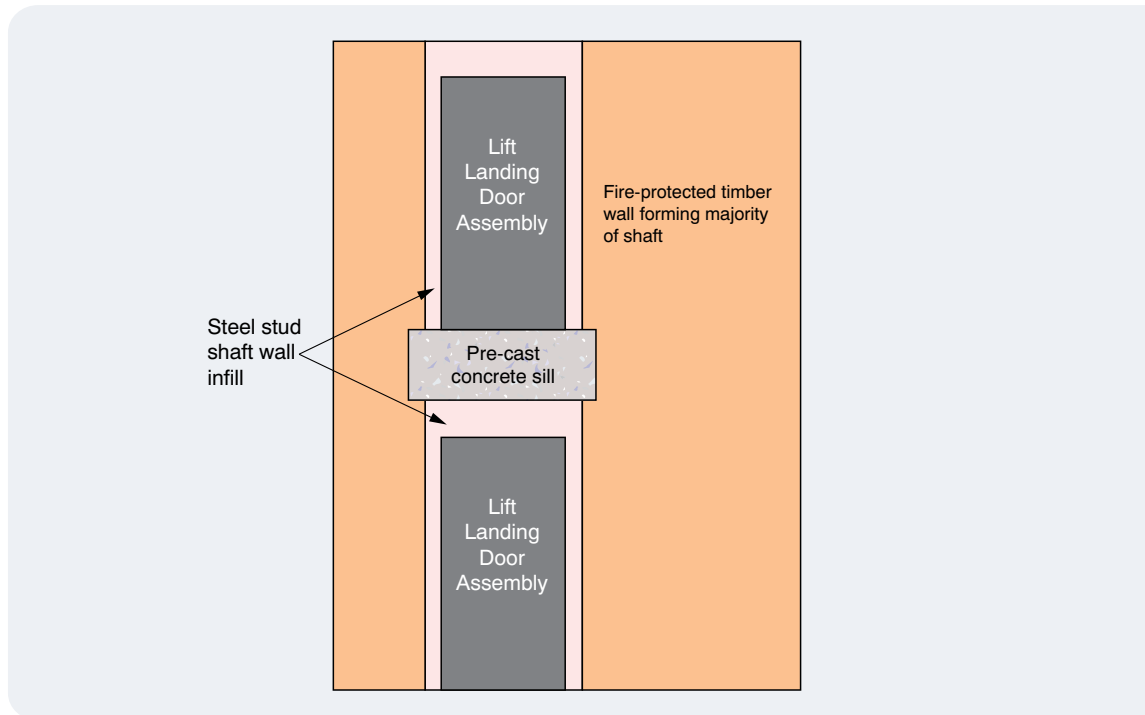 Lift
Landing
Door
Assembly
Fire-protected timber
wall forming majority
of shaft
Steel stud
shaft wall
infill
Pre-cast
concrete sill
Lift
Landing
Door
Assembly